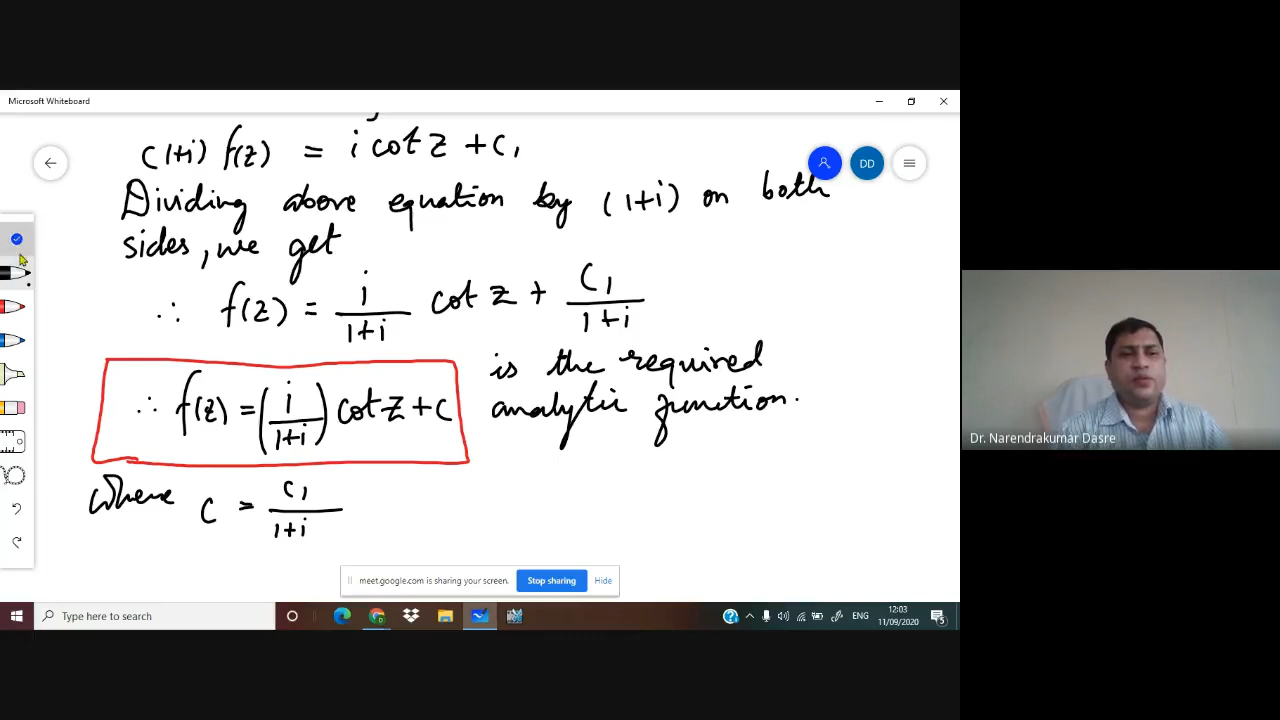 Microsoft Whiteboard
(1+i) f(z) = i cot z + c₁
Dividing above equation by (1+i) on both
sides, we get
∴ f(z) = i/(1+i) cot z + C₁/(1+i)
∴ f(z) = (i/(1+i)) cot z + c
is the required
analytic function.
where c = c₁/(1+i)
DD
Dr. Narendrakumar Dasre
meet.google.com is sharing your screen. Stop sharing Hide
Type here to search
ENG
12:03
11/09/2020
5